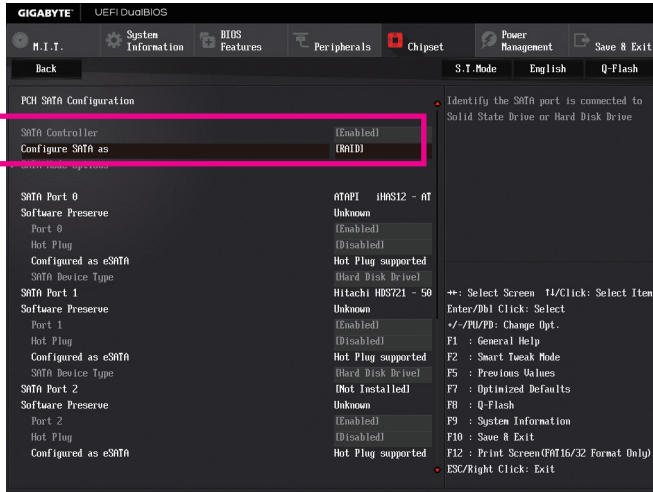 GIGABYTE™ UEFI DualBIOS
M.I.T. System Information BIOS Features Peripherals Chipset Power Management Save & Exit
Back S.T.Mode English Q-Flash
PCH SATA Configuration
Identify the SATA port is connected to
Solid State Drive or Hard Disk Drive
SATA Controller [Enabled]
Configure SATA as [RAID]
SATA Mode Options
SATA Port 0 ATAPI iHAS12 - AT
Software Preserve Unknown
Port 0 [Enabled]
Hot Plug [Disabled]
Configured as eSATA Hot Plug supported
SATA Device Type [Hard Disk Drive]
SATA Port 1 Hitachi HDS721 - 50
Software Preserve Unknown
Port 1 [Enabled]
Hot Plug [Disabled]
Configured as eSATA Hot Plug supported
SATA Device Type [Hard Disk Drive]
SATA Port 2 [Not Installed]
Software Preserve Unknown
Port 2 [Enabled]
Hot Plug [Disabled]
Configured as eSATA Hot Plug supported
→←: Select Screen ↑↓/Click: Select Item
Enter/Dbl Click: Select
+/-/PU/PD: Change Opt.
F1 : General Help
F2 : Smart Tweak Mode
F5 : Previous Values
F7 : Optimized Defaults
F8 : Q-Flash
F9 : System Information
F10 : Save & Exit
F12 : Print Screen(FAT16/32 Format Only)
ESC/Right Click: Exit